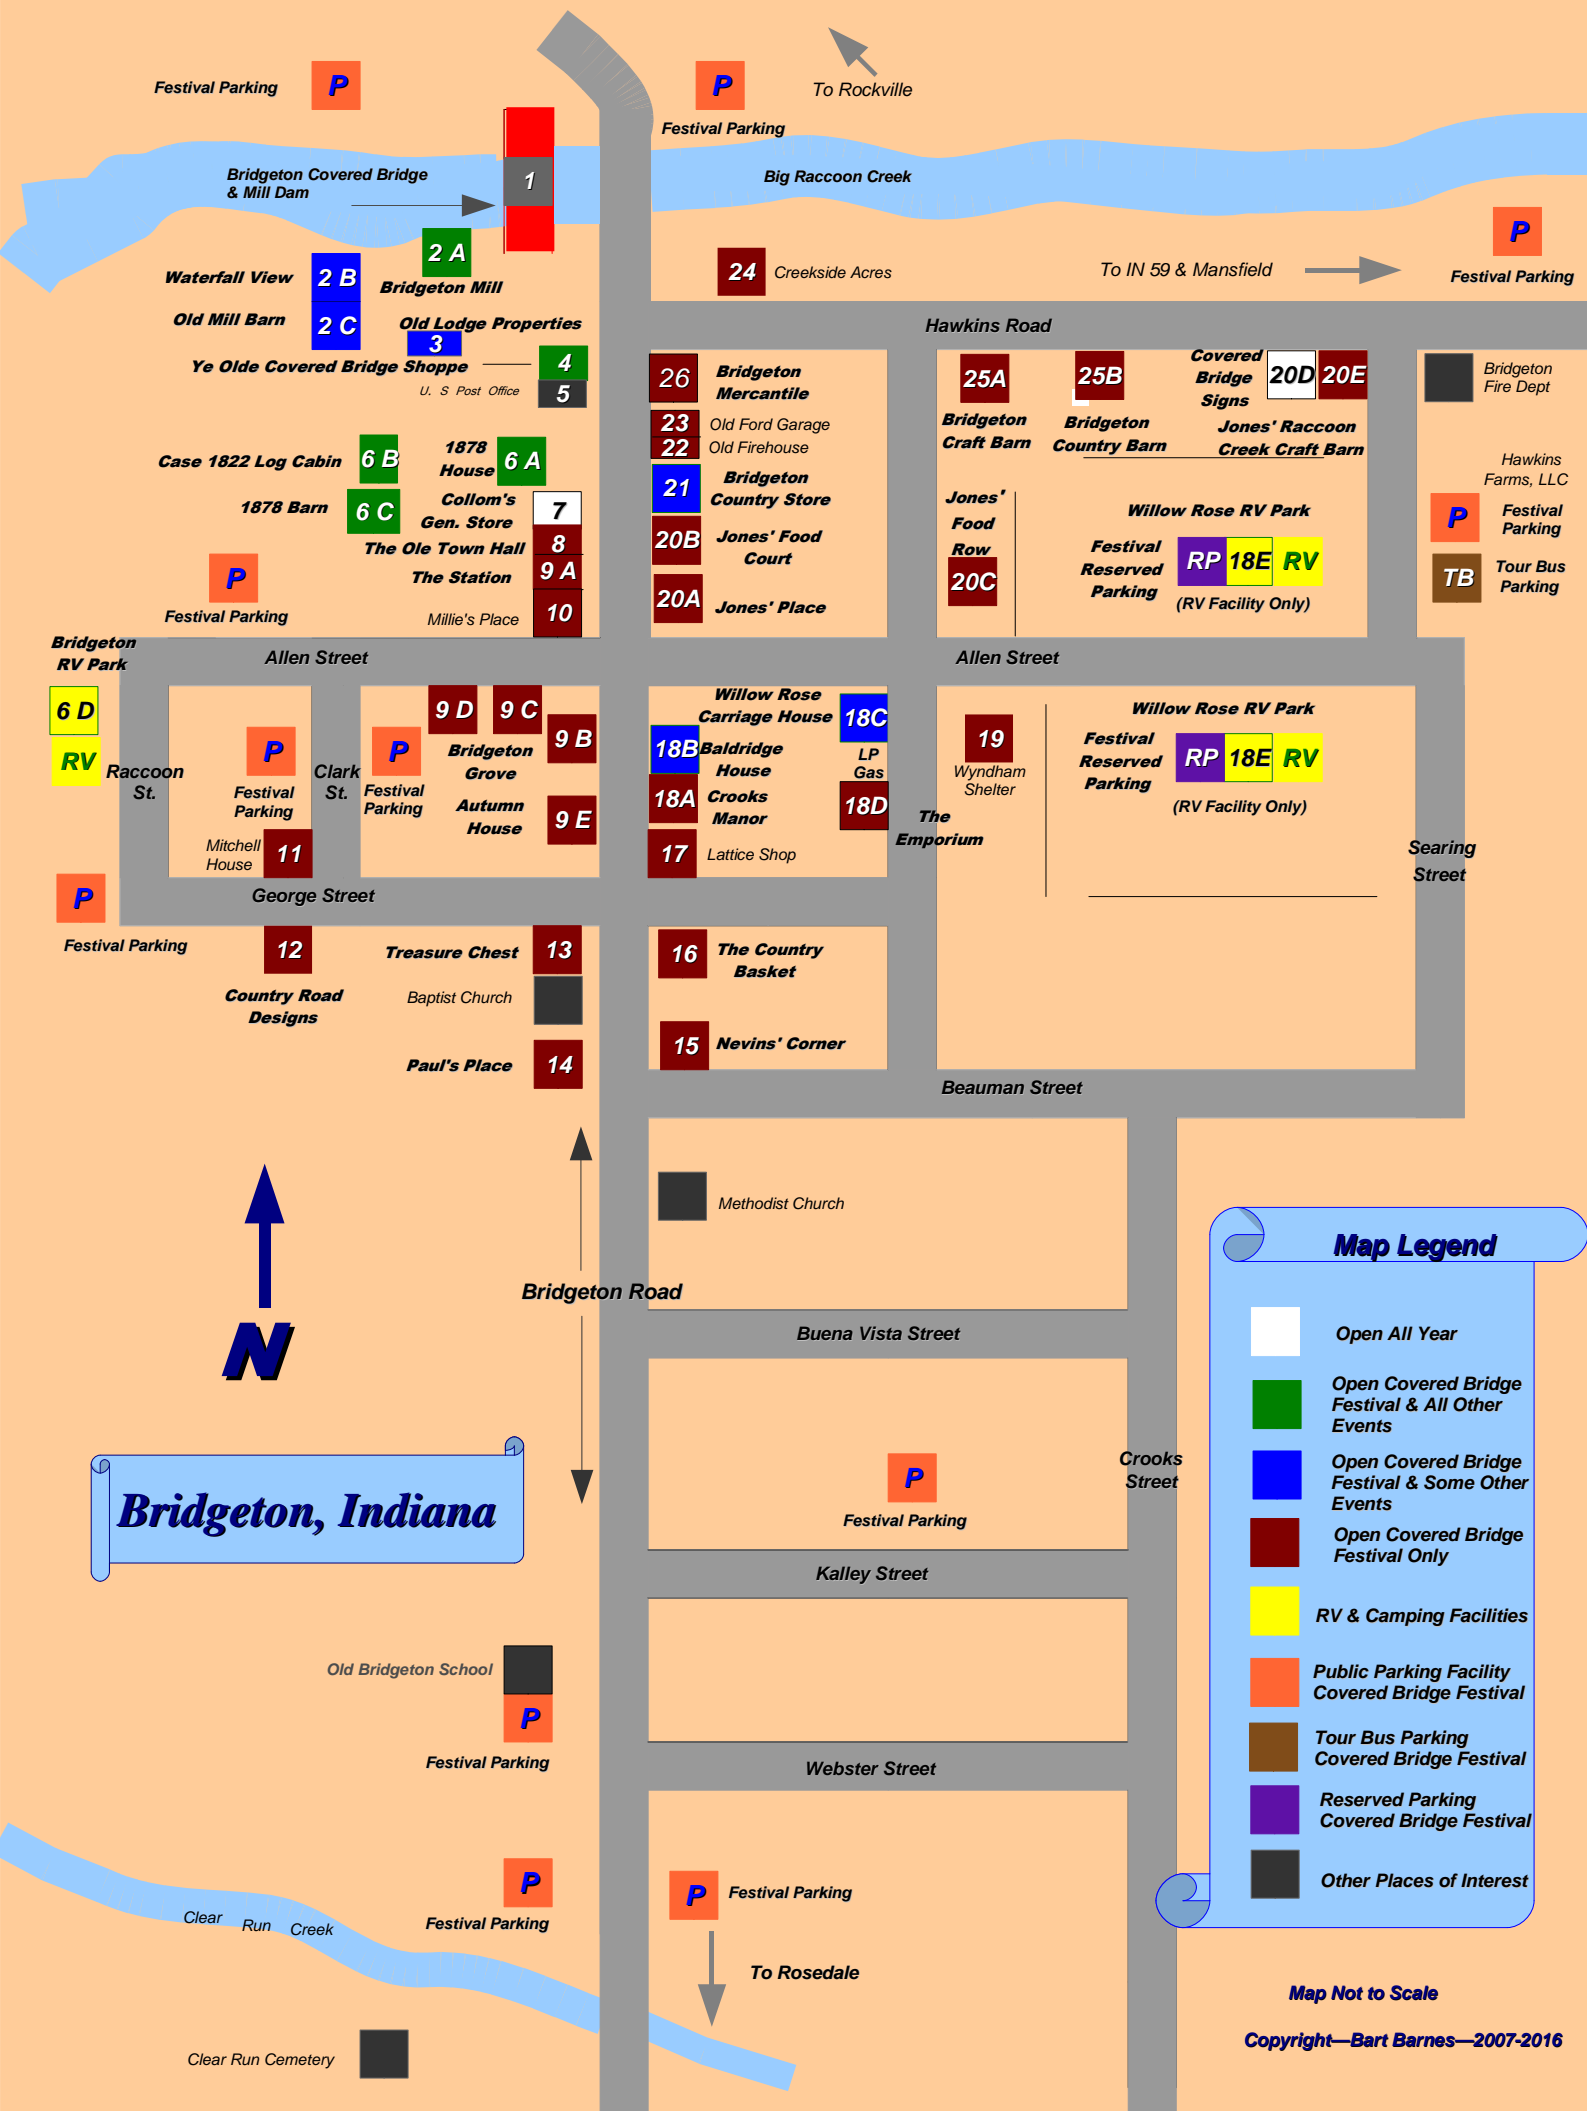 Festival Parking
P
P
Festival Parking
To Rockville
Bridgeton Covered Bridge
& Mill Dam
1
Big Raccoon Creek
P
Festival Parking
2 A
Bridgeton Mill
Waterfall View
2 B
Old Mill Barn
2 C
Old Lodge Properties
3
Ye Olde Covered Bridge Shoppe
4
U. S Post Office
5
24
Creekside Acres
To IN 59 & Mansfield
Hawkins Road
26
Bridgeton
Mercantile
23
Old Ford Garage
22
Old Firehouse
21
Bridgeton
Country Store
20B
Jones' Food
Court
20A
Jones' Place
25A
Bridgeton
Craft Barn
25B
Bridgeton
Country Barn
Covered
Bridge
Signs
20D
20E
Jones' Raccoon
Creek Craft Barn
Bridgeton
Fire Dept
Hawkins
Farms, LLC
P
Festival
Parking
TB
Tour Bus
Parking
Case 1822 Log Cabin
6 B
1878
House
6 A
1878 Barn
6 C
Collom's
Gen. Store
7
The Ole Town Hall
8
The Station
9 A
Millie's Place
10
P
Festival Parking
Jones'
Food
Row
20C
Willow Rose RV Park
Festival
Reserved
Parking
RP
18E
RV
(RV Facility Only)
Bridgeton
RV Park
Allen Street
Allen Street
6 D
RV
Raccoon
St.
P
Festival
Parking
Clark
St.
P
Festival
Parking
9 D
9 C
9 B
Bridgeton
Grove
Autumn
House
9 E
Mitchell
House
11
Willow Rose
Carriage House
18C
18B
Baldridge
House
LP
Gas
18A
Crooks
Manor
18D
The
Emporium
17
Lattice Shop
19
Wyndham
Shelter
Willow Rose RV Park
Festival
Reserved
Parking
RP
18E
RV
(RV Facility Only)
Searing
Street
P
Festival Parking
George Street
12
Country Road
Designs
Treasure Chest
13
Baptist Church
Paul's Place
14
16
The Country
Basket
15
Nevins' Corner
Beauman Street
Methodist Church
N
Bridgeton Road
Buena Vista Street
Bridgeton, Indiana
P
Festival Parking
Crooks
Street
Kalley Street
Old Bridgeton School
P
Festival Parking
Webster Street
Clear Run Creek
P
Festival Parking
P
Festival Parking
To Rosedale
Clear Run Cemetery
Map Legend
Open All Year
Open Covered Bridge
Festival & All Other
Events
Open Covered Bridge
Festival & Some Other
Events
Open Covered Bridge
Festival Only
RV & Camping Facilities
Public Parking Facility
Covered Bridge Festival
Tour Bus Parking
Covered Bridge Festival
Reserved Parking
Covered Bridge Festival
Other Places of Interest
Map Not to Scale
Copyright—Bart Barnes—2007-2016